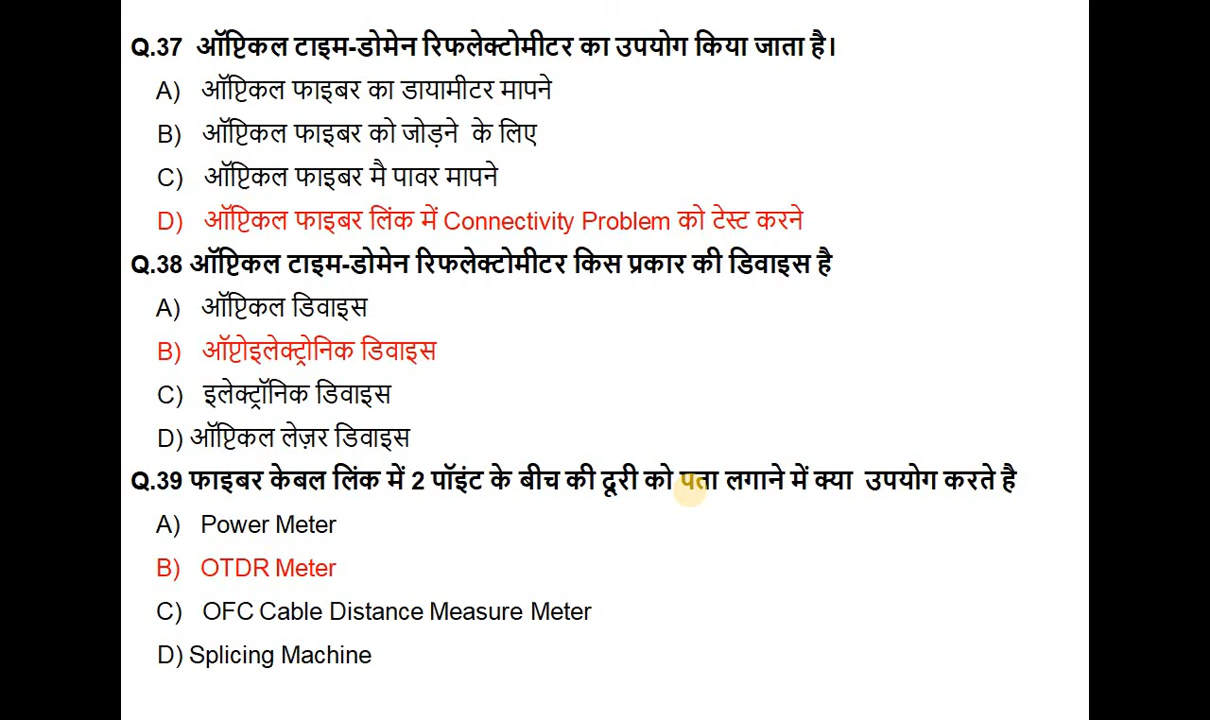 Q.37 ऑप्टिकल टाइम-डोमेन रिफलेक्टोमीटर का उपयोग किया जाता है।
A) ऑप्टिकल फाइबर का डायामीटर मापने
B) ऑप्टिकल फाइबर को जोड़ने के लिए
C) ऑप्टिकल फाइबर मै पावर मापने
D) ऑप्टिकल फाइबर लिंक में Connectivity Problem को टेस्ट करने
Q.38 ऑप्टिकल टाइम-डोमेन रिफलेक्टोमीटर किस प्रकार की डिवाइस है
A) ऑप्टिकल डिवाइस
B) ऑप्टोइलेक्ट्रोनिक डिवाइस
C) इलेक्ट्रॉनिक डिवाइस
D) ऑप्टिकल लेज़र डिवाइस
Q.39 फाइबर केबल लिंक में 2 पॉइंट के बीच की दूरी को पता लगाने में क्या उपयोग करते है
A) Power Meter
B) OTDR Meter
C) OFC Cable Distance Measure Meter
D) Splicing Machine